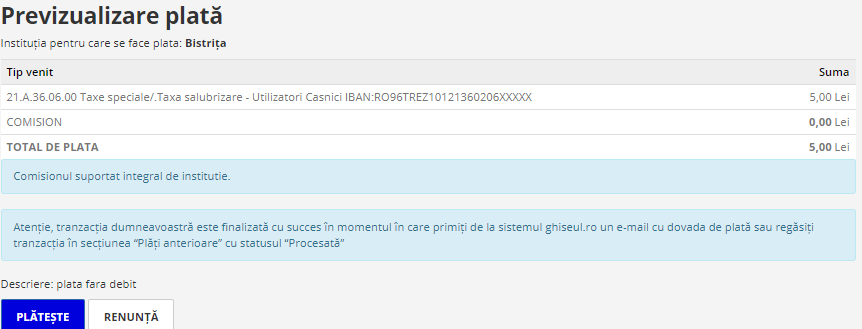 Previzualizare plată
Instituția pentru care se face plata: Bistrița
Tip venit Suma
21.A.36.06.00 Taxe speciale/.Taxa salubrizare - Utilizatori Casnici IBAN:RO96TREZ10121360206XXXXX 5,00 Lei
COMISION 0,00 Lei
TOTAL DE PLATA 5,00 Lei
Comisionul suportat integral de institutie.
Atenție, tranzacția dumneavoastră este finalizată cu succes în momentul în care primiți de la sistemul ghiseul.ro un e-mail cu dovada de plată sau regăsiți
tranzacția în secțiunea “Plăți anterioare” cu statusul “Procesată”
Descriere: plata fara debit
PLĂTEȘTE RENUNȚĂ